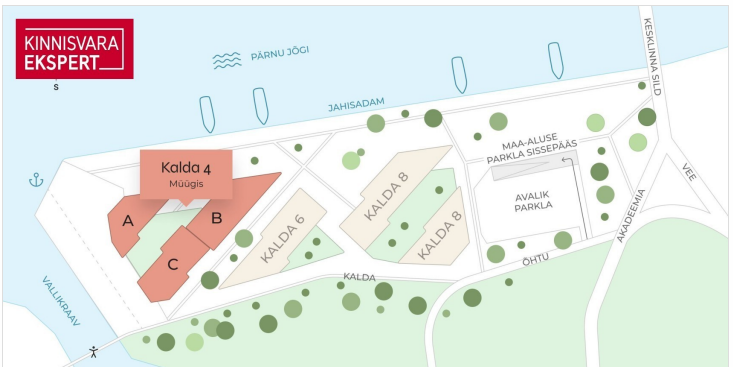 KINNISVARA
EKSPERT
s
PÄRNU JÕGI
JAHISADAM
KESKLINNA SILD
MAA-ALUSE
PARKLA SISSEPÄÄS
Kalda 4
Müügis
A
B
C
KALDA 6
KALDA 8
KALDA 8
AVALIK
PARKLA
VEE
AKADEEMIA
ÕHTU
KALDA
VALLIKRAAV